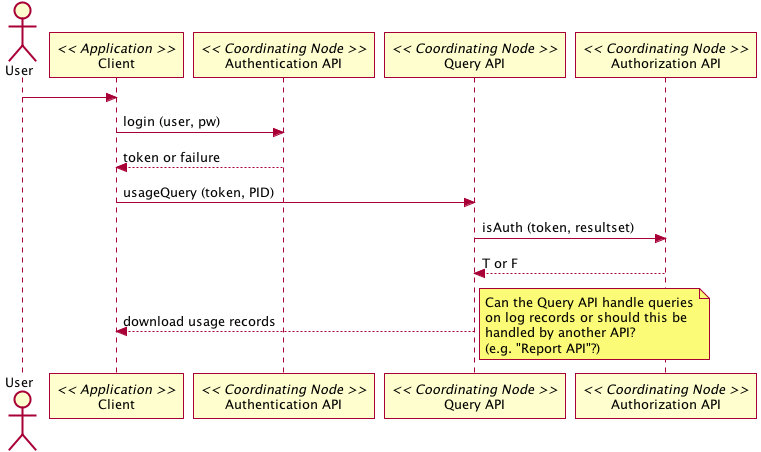 << Application >>
Client
<< Coordinating Node >>
Authentication API
<< Coordinating Node >>
Query API
<< Coordinating Node >>
Authorization API
User
login (user, pw)
token or failure
usageQuery (token, PID)
isAuth (token, resultset)
T or F
Can the Query API handle queries
on log records or should this be
handled by another API?
(e.g. "Report API"?)
download usage records
User
<< Application >>
Client
<< Coordinating Node >>
Authentication API
<< Coordinating Node >>
Query API
<< Coordinating Node >>
Authorization API